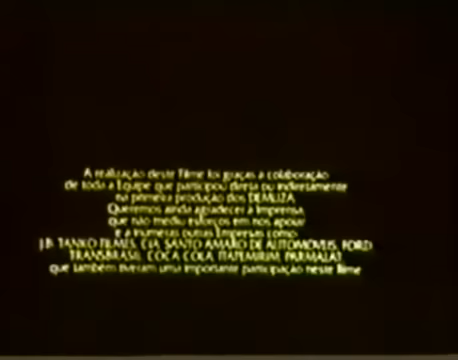 A realização deste filme foi graças a colaboração
de toda a Equipe que participou direta ou indiretamente
na primeira produção dos DEMUZA
Queremos ainda agradecer a Imprensa
que não mediu esforços em nos apoiar
e a inumeras outras Empresas como
J.B. TANKO FILMES, CIA. SANTO AMARO DE AUTOMOVEIS, FORD
TRANSBRASIL, COCA COLA, ITAPEMIRIM, PARMALAT
que também tiveram uma importante participação neste filme